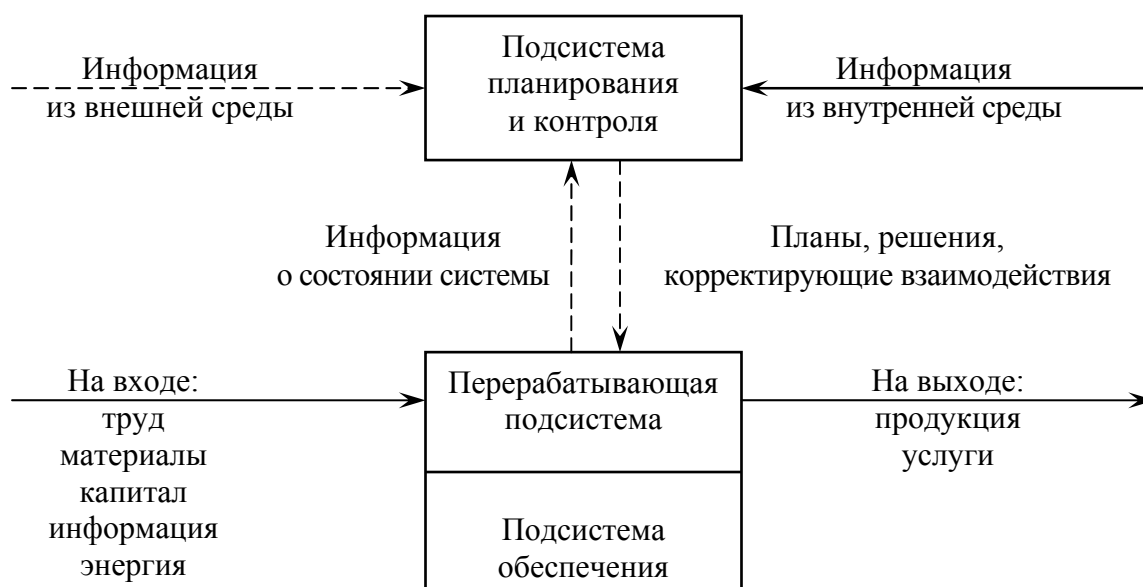 Подсистема
планирования
и контроля
Информация
из внешней среды
Информация
из внутренней среды
Информация
о состоянии системы
Планы, решения,
корректирующие взаимодействия
На входе:
труд
материалы
капитал
информация
энергия
Перерабатывающая
подсистема
Подсистема
обеспечения
На выходе:
продукция
услуги